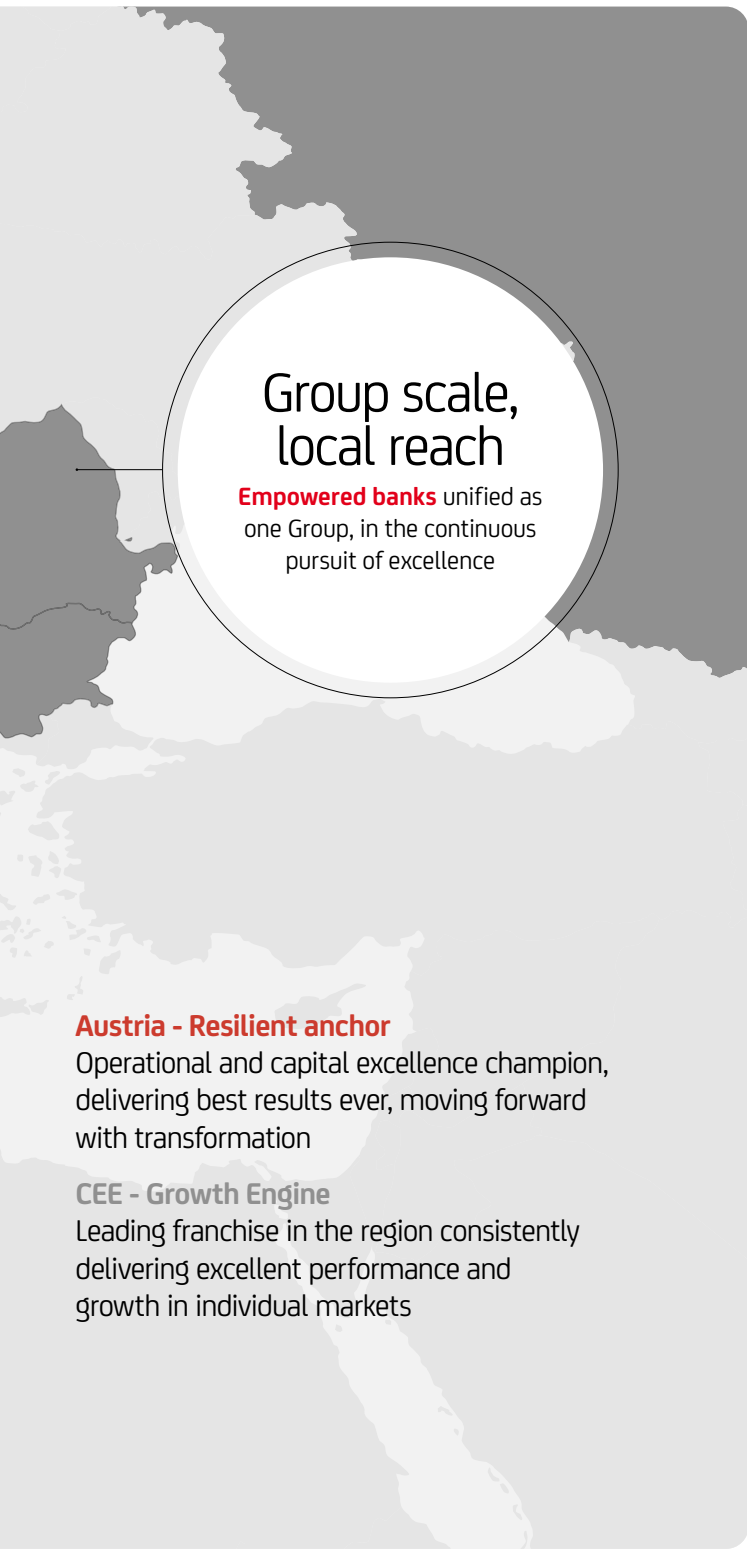 Group scale,
local reach
Empowered banks unified as
one Group, in the continuous
pursuit of excellence
Austria - Resilient anchor
Operational and capital excellence champion,
delivering best results ever, moving forward
with transformation
CEE - Growth Engine
Leading franchise in the region consistently
delivering excellent performance and
growth in individual markets